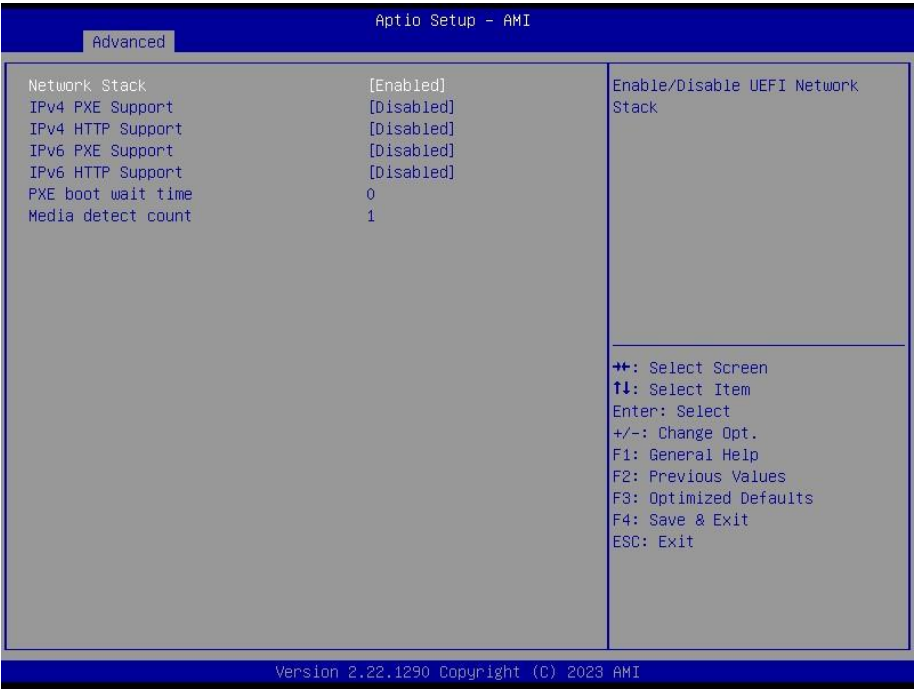 Aptio Setup – AMI
Advanced
Network Stack [Enabled]
IPv4 PXE Support [Disabled]
IPv4 HTTP Support [Disabled]
IPv6 PXE Support [Disabled]
IPv6 HTTP Support [Disabled]
PXE boot wait time 0
Media detect count 1
Enable/Disable UEFI Network
Stack
→←: Select Screen
↑↓: Select Item
Enter: Select
+/-: Change Opt.
F1: General Help
F2: Previous Values
F3: Optimized Defaults
F4: Save & Exit
ESC: Exit
Version 2.22.1290 Copyright (C) 2023 AMI